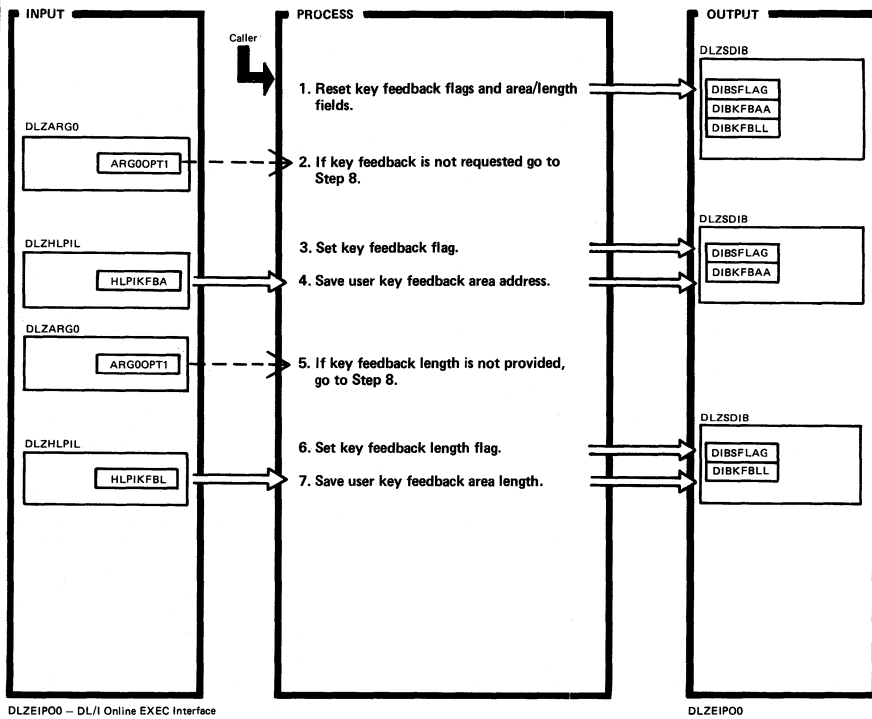 INPUT
PROCESS
OUTPUT
Caller
DLZSDIB
1. Reset key feedback flags and area/length
fields.
DIBSFLAG
DIBKFBAA
DIBKFBLL
DLZARG0
ARG0OPT1
2. If key feedback is not requested go to
Step 8.
DLZSDIB
DLZHLPIL
3. Set key feedback flag.
DIBSFLAG
HLPIKFBA
4. Save user key feedback area address.
DIBKFBAA
DLZARG0
ARG0OPT1
5. If key feedback length is not provided,
go to Step 8.
DLZSDIB
DLZHLPIL
6. Set key feedback length flag.
DIBSFLAG
HLPIKFBL
7. Save user key feedback area length.
DIBKFBLL
DLZEIPO0 – DL/I Online EXEC Interface
DLZEIPO0